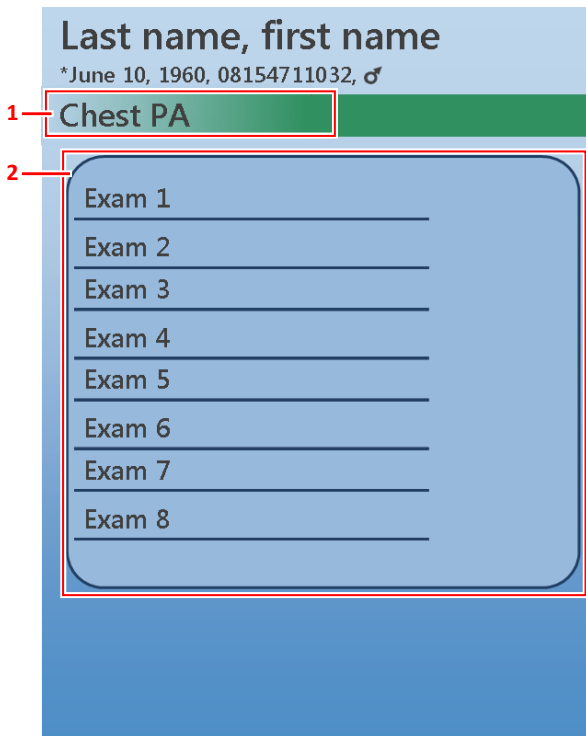 Last name, first name
*June 10, 1960, 08154711032, ♂
1
Chest PA
2
Exam 1
Exam 2
Exam 3
Exam 4
Exam 5
Exam 6
Exam 7
Exam 8